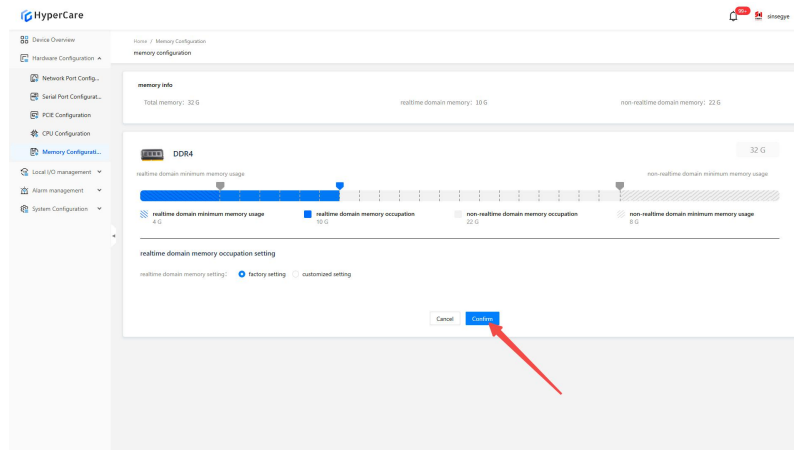 HyperCare
99+
sinsegye
Device Overview
Hardware Configuration
Network Port Config...
Serial Port Configurat...
PCIE Configuration
CPU Configuration
Memory Configurati...
Local I/O management
Alarm management
System Configuration
Home / Memory Configuration
memory configuration
memory info
Total memory: 32 G
realtime domain memory: 10 G
non-realtime domain memory: 22 G
DDR4
32 G
realtime domain minimum memory usage
non-realtime domain minimum memory usage
realtime domain minimum memory usage
4 G
realtime domain memory occupation
10 G
non-realtime domain memory occupation
22 G
non-realtime domain minimum memory usage
8 G
realtime domain memory occupation setting
realtime domain memory setting:
factory setting
customized setting
Cancel
Confirm